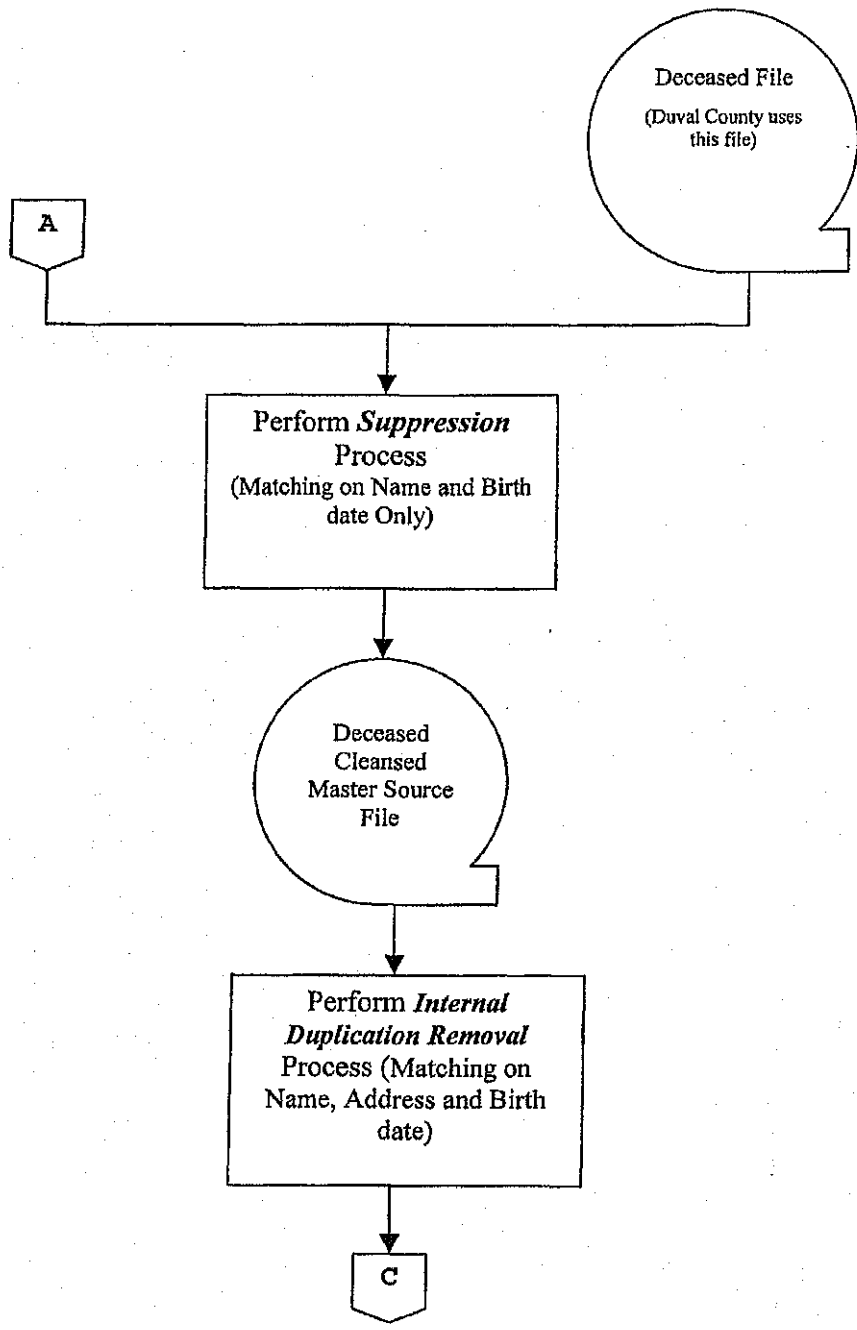 Deceased File
(Duval County uses
this file)
A
Perform Suppression
Process
(Matching on Name and Birth
date Only)
Deceased
Cleansed
Master Source
File
Perform Internal
Duplication Removal
Process (Matching on
Name, Address and Birth
date)
C